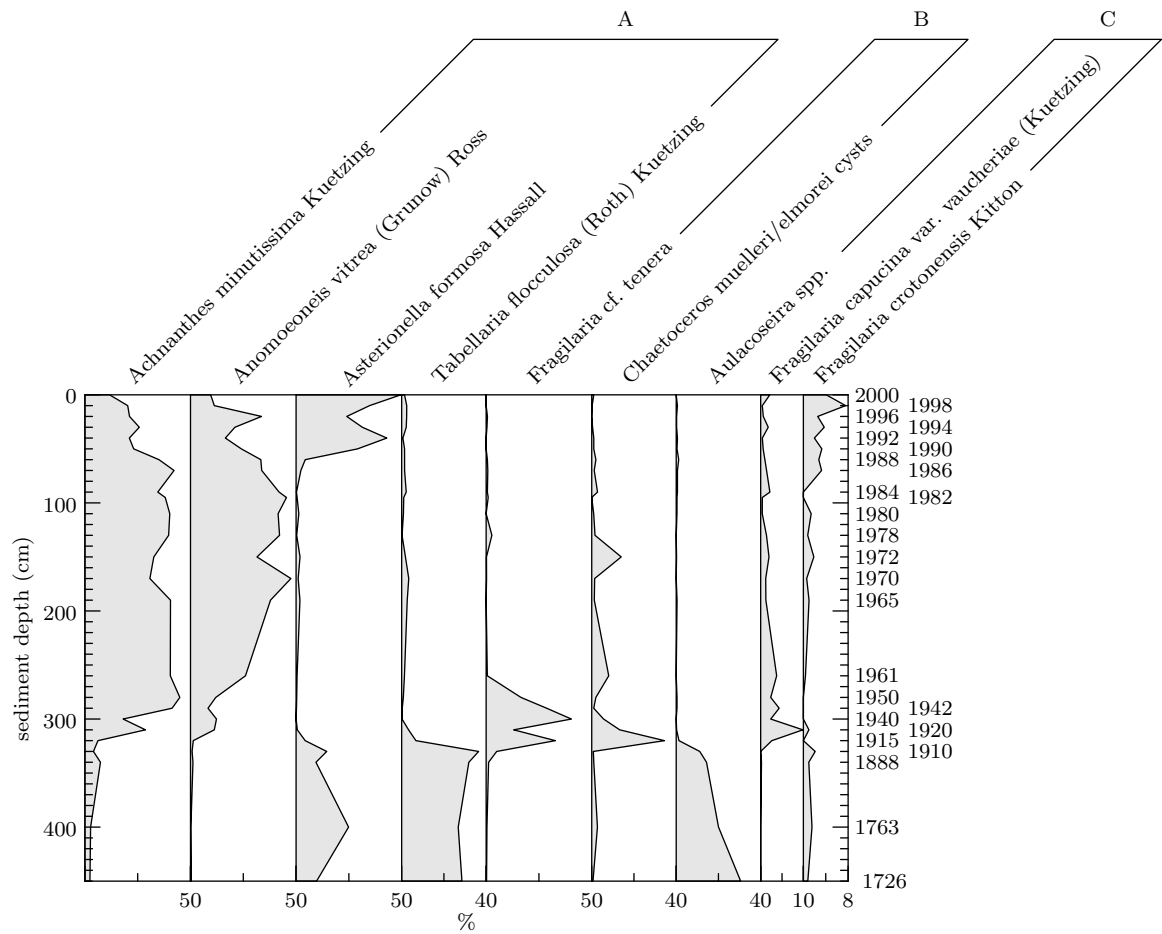 A B C
Achnanthes minutissima Kuetzing
Anomoeoneis vitrea (Grunow) Ross
Asterionella formosa Hassall
Tabellaria flocculosa (Roth) Kuetzing
Fragilaria cf. tenera
Chaetoceros muelleri/elmorei cysts
Aulacoseira spp.
Fragilaria capucina var. vaucheriae (Kuetzing)
Fragilaria crotonensis Kitton
sediment depth (cm)
0
100
200
300
400
2000
1998
1996
1994
1992
1990
1988
1986
1984
1982
1980
1978
1972
1970
1965
1961
1950
1942
1940
1920
1915
1910
1888
1763
1726
50 50 50 40 50 40 40 10 8
%